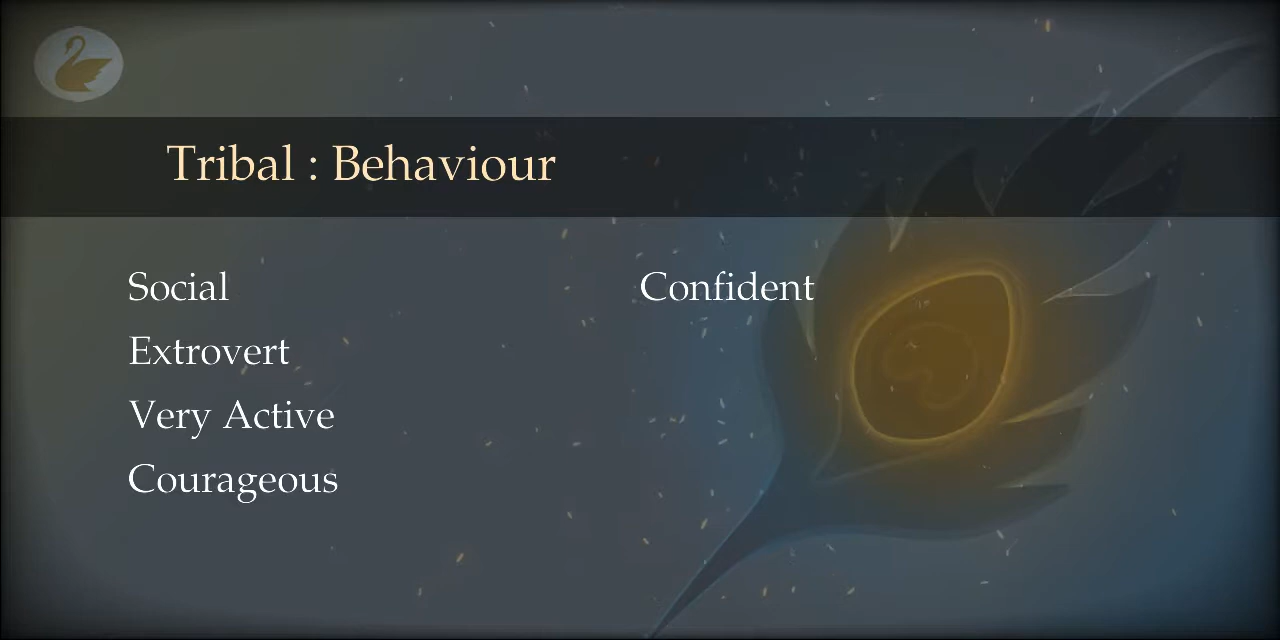 Tribal : Behaviour
Social
Extrovert
Very Active
Courageous
Confident